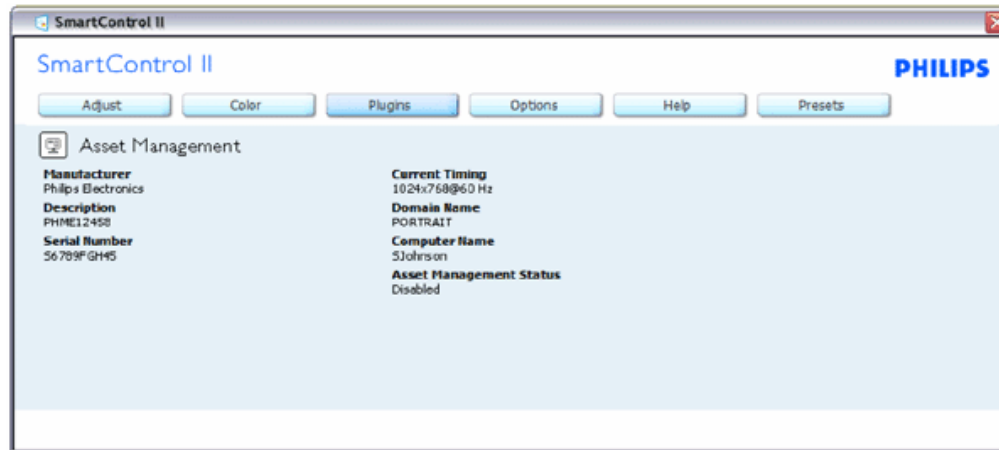 SmartControl II
SmartControl II
PHILIPS
Adjust Color Plugins Options Help Presets
Asset Management
Manufacturer
Philips Electronics
Description
PHME12458
Serial Number
56789FGH45
Current Timing
1024x768@60 Hz
Domain Name
PORTRAIT
Computer Name
SJohnson
Asset Management Status
Disabled